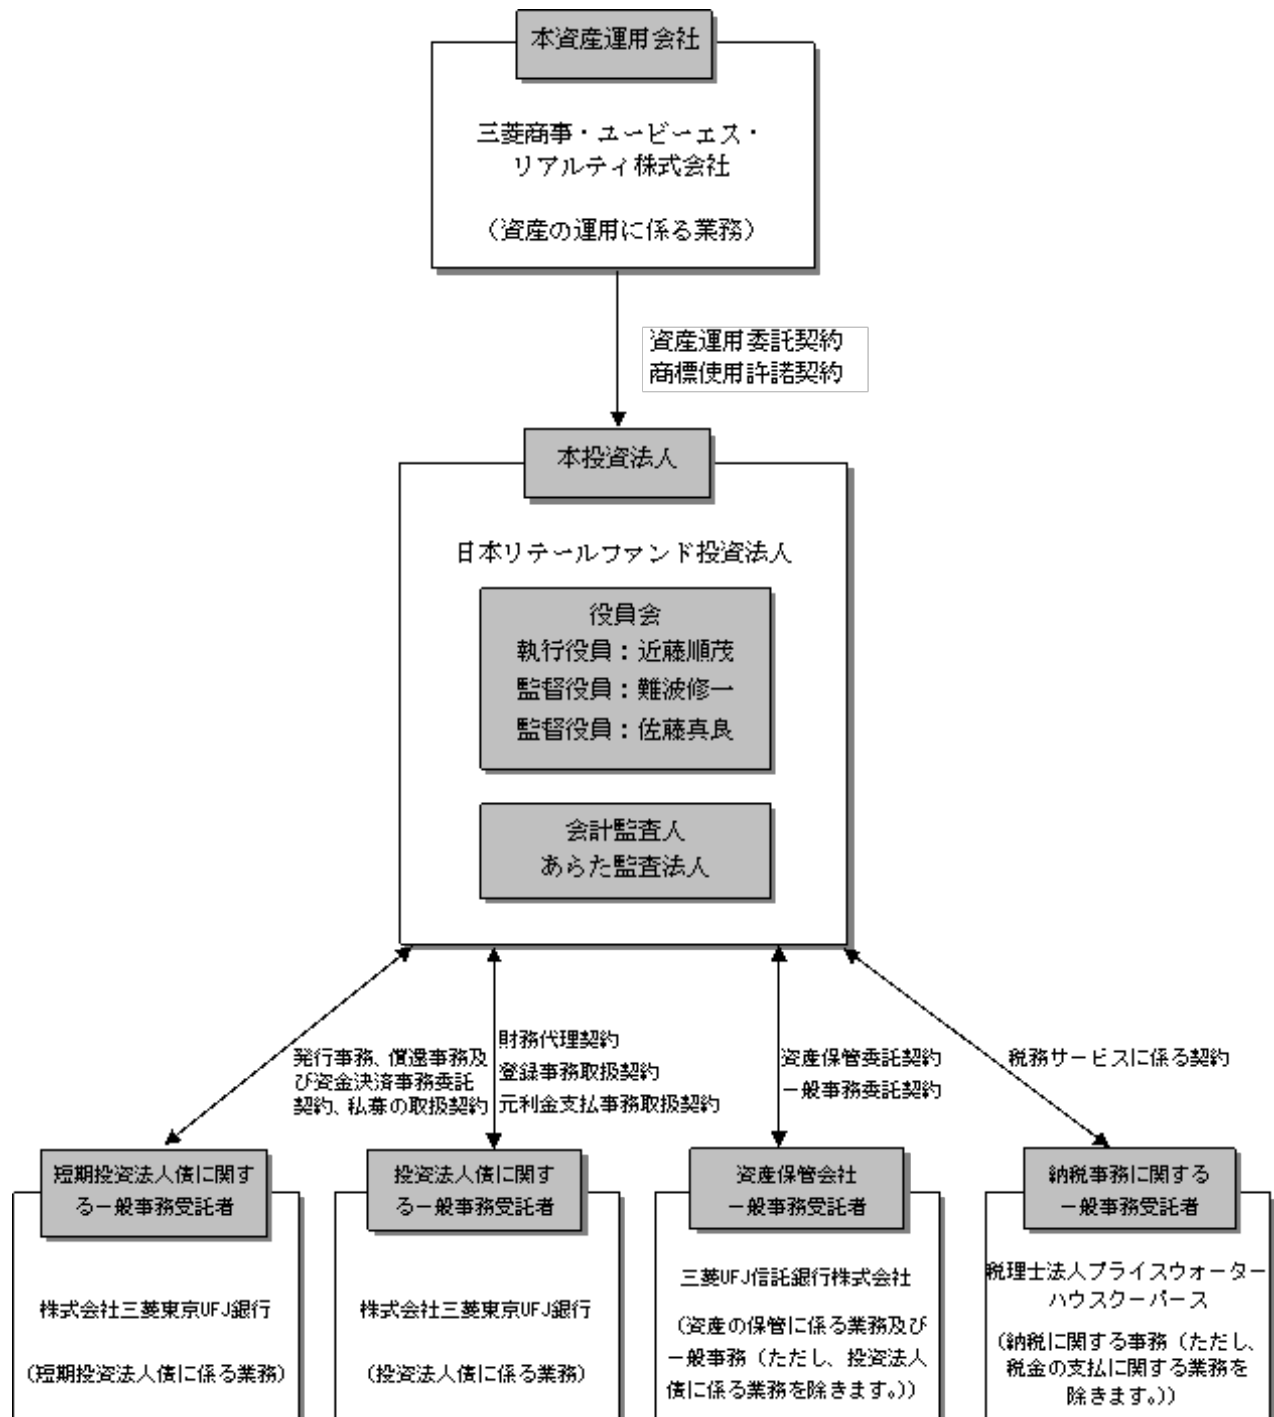 本資産運用会社
三菱商事・ユービーエス・
リアルティ株式会社
（資産の運用に係る業務）
資産運用委託契約
商標使用許諾契約
本投資法人
日本リテールファンド投資法人
役員会
執行役員：近藤順茂
監督役員：難波修一
監督役員：佐藤真良
会計監査人
あらた監査法人
発行事務、償還事務及
び資金決済事務委託
契約、私募の取扱契約
財務代理契約
登録事務取扱契約
元利金支払事務取扱契約
資産保管委託契約
一般事務委託契約
税務サービスに係る契約
短期投資法人債に関す
る一般事務受託者
株式会社三菱東京UFJ銀行
（短期投資法人債に係る業務）
投資法人債に関す
る一般事務受託者
株式会社三菱東京UFJ銀行
（投資法人債に係る業務）
資産保管会社
一般事務受託者
三菱UFJ信託銀行株式会社
（資産の保管に係る業務及び
一般事務（ただし、投資法人
債に係る業務を除きます。））
納税事務に関する
一般事務受託者
税理士法人プライスウォーター
ハウスクーパース
（納税に関する事務（ただし、
税金の支払に関する業務を
除きます。））